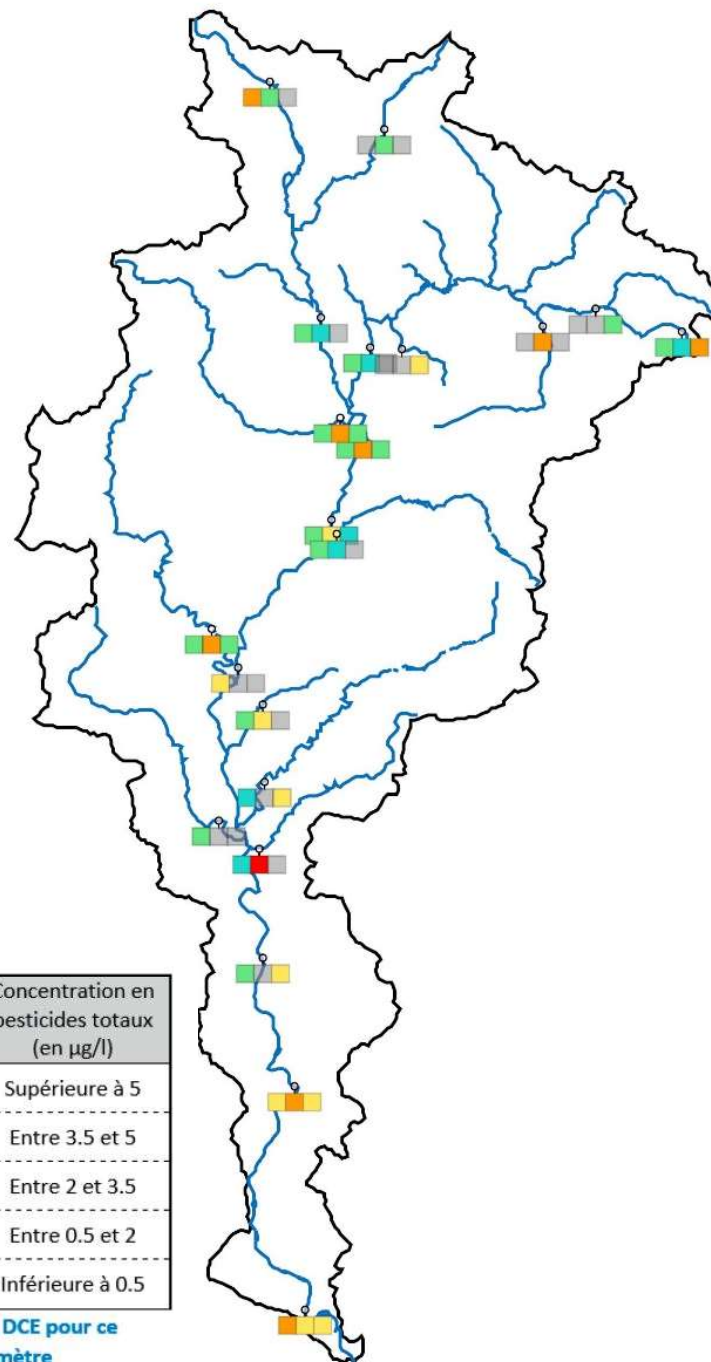 Concentration en
pesticides totaux
(en µg/l)
Supérieure à 5
Entre 3.5 et 5
Entre 2 et 3.5
Entre 0.5 et 2
Inférieure à 0.5
DCE pour ce